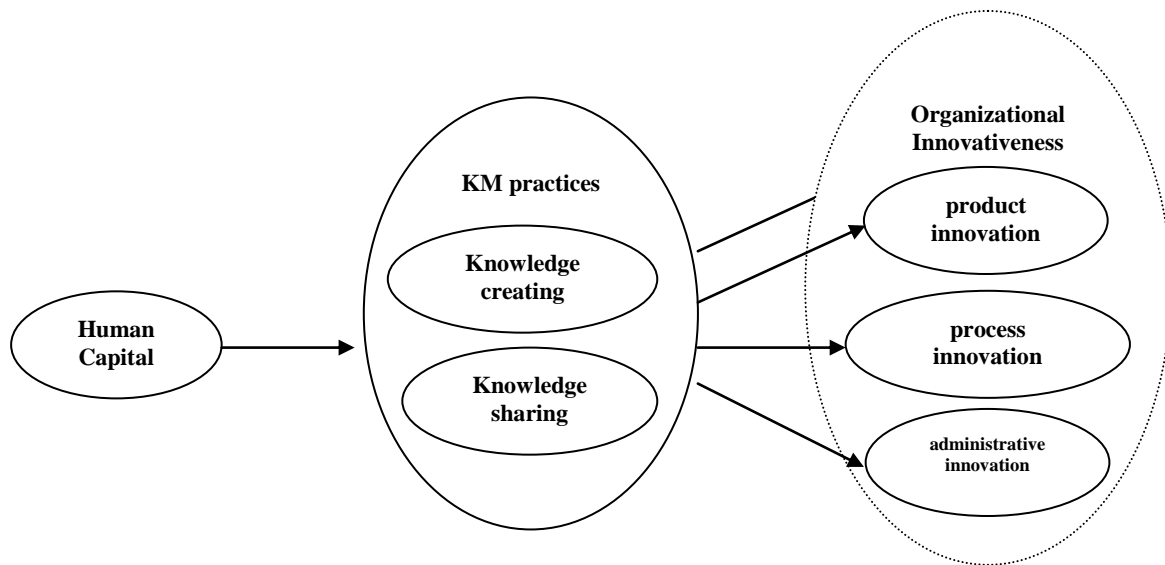 Human
Capital
KM practices
Knowledge
creating
Knowledge
sharing
Organizational
Innovativeness
product
innovation
process
innovation
administrative
innovation